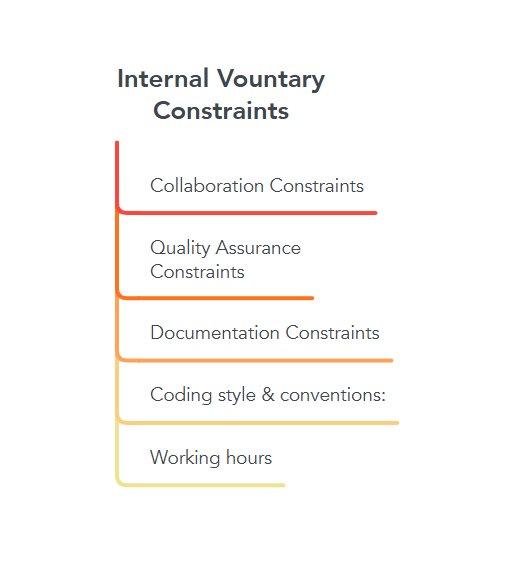 Internal Vountary
Constraints
Collaboration Constraints
Quality Assurance
Constraints
Documentation Constraints
Coding style & conventions:
Working hours